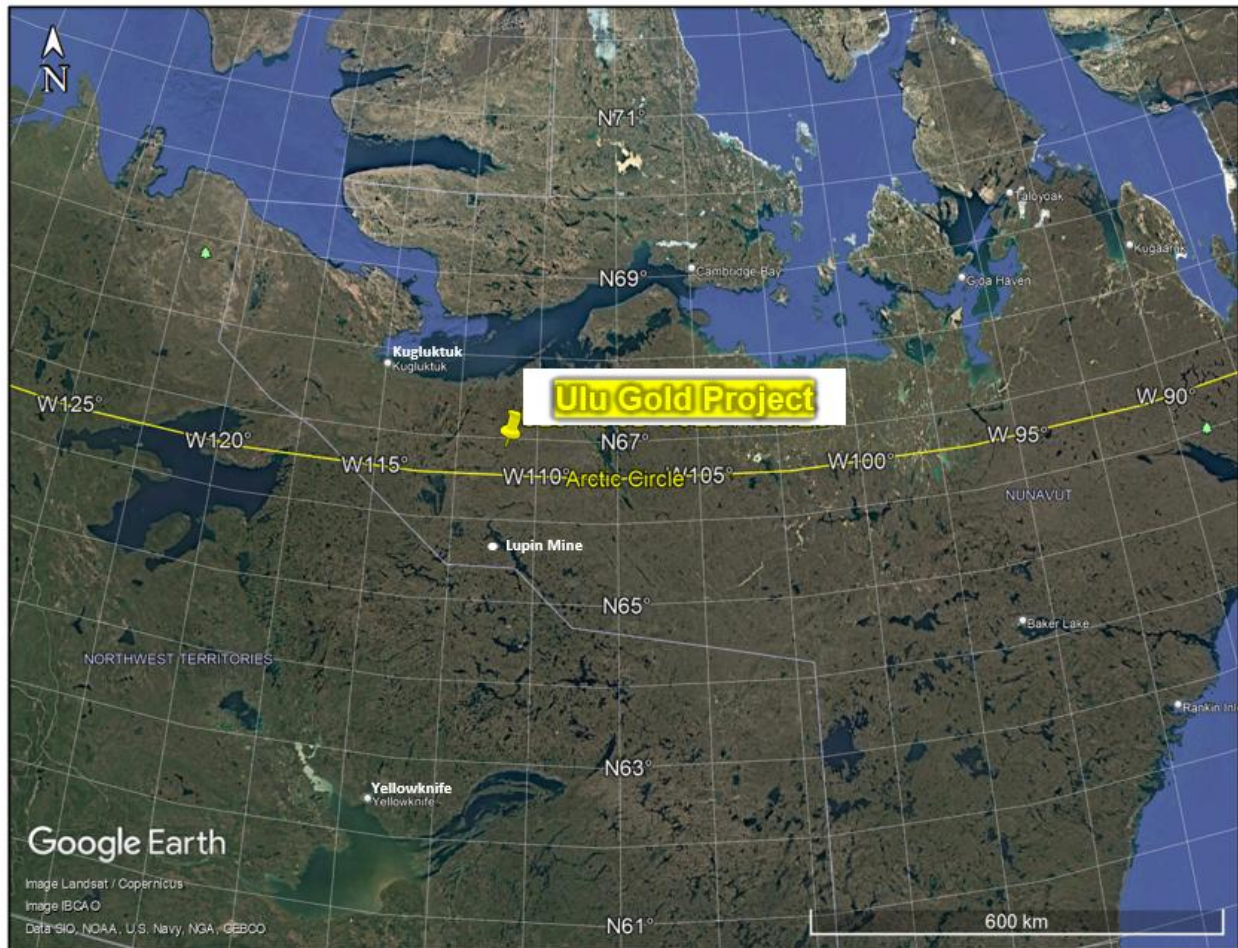 N
N71°
Taloyoak
Kugaaruk
N69°
Cambridge Bay
Gjoa Haven
Kugluktuk
Kugluktuk
Ulu Gold Project
W125°
W 90°
W120°
N67°
W 95°
W115°
W110°
Arctic Circle
W105°
W100°
NUNAVUT
Lupin Mine
N65°
Baker Lake
NORTHWEST TERRITORIES
Rankin Inl
N63°
Yellowknife
Yellowknife
Google Earth
Image Landsat / Copernicus
Image IBCAO
Data SIO, NOAA, U.S. Navy, NGA, GEBCO
N61°
600 km